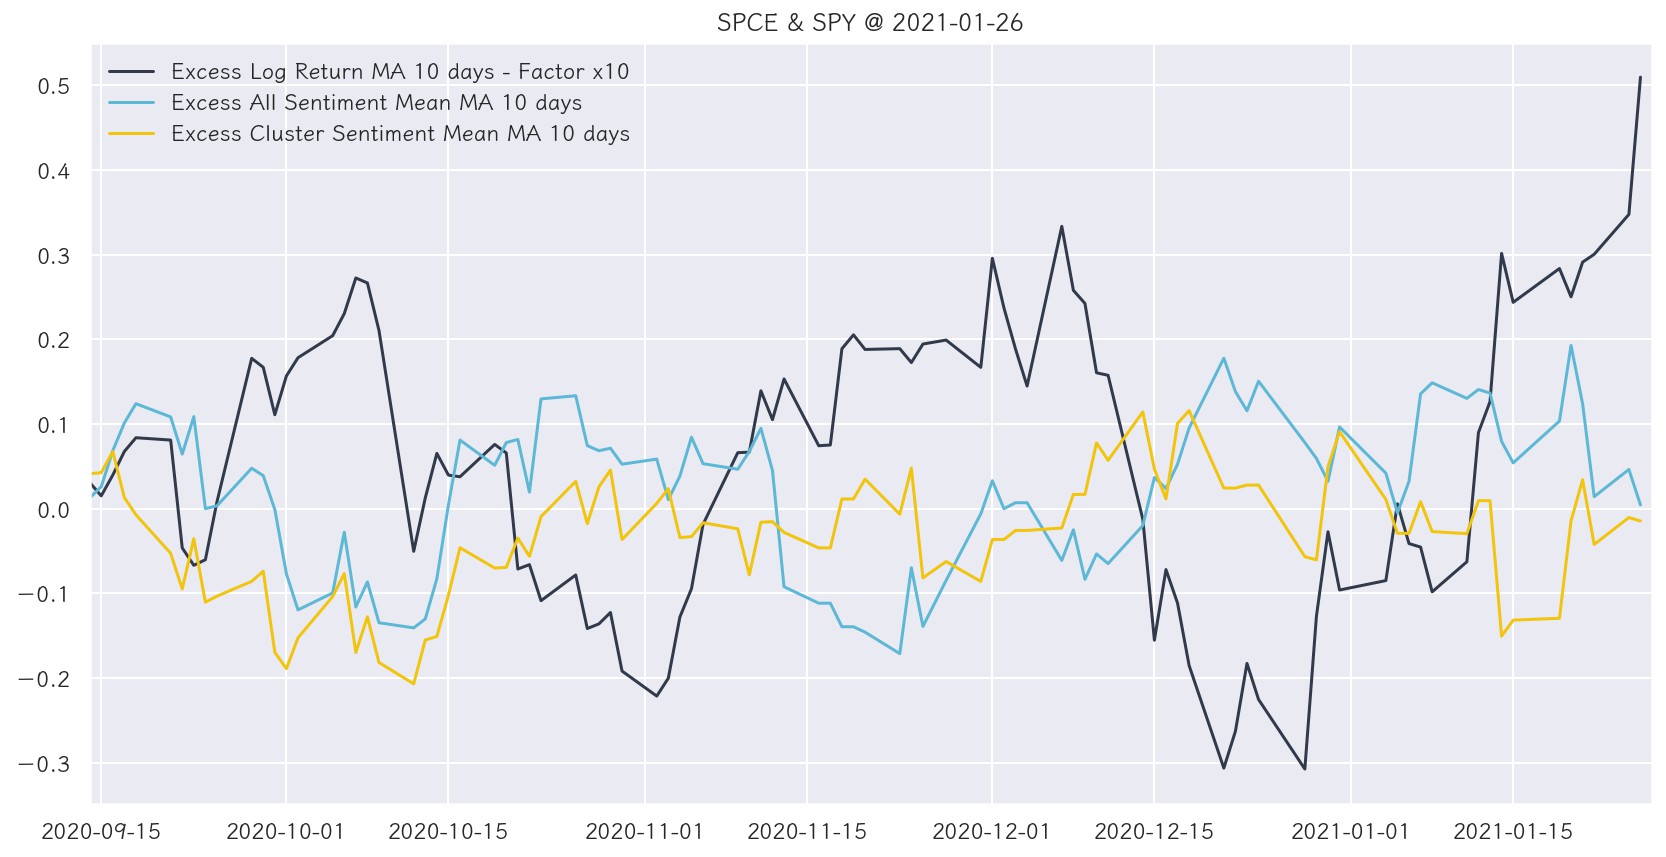 SPCE & SPY @ 2021-01-26
Excess Log Return MA 10 days - Factor x10
Excess All Sentiment Mean MA 10 days
Excess Cluster Sentiment Mean MA 10 days
0.5
0.4
0.3
0.2
0.1
0.0
−0.1
−0.2
−0.3
2020-09-15 2020-10-01 2020-10-15 2020-11-01 2020-11-15 2020-12-01 2020-12-15 2021-01-01 2021-01-15